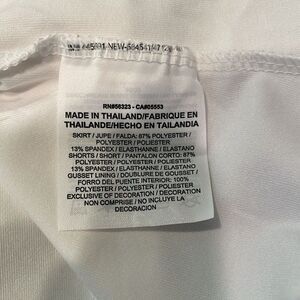 RN#56323 - CA#05553
MADE IN THAILAND/FABRIQUE EN
THAILANDE/HECHO EN TAILANDIA
SKIRT / JUPE / FALDA: 87% POLYESTER /
POLYESTER / POLIESTER
13% SPANDEX / ELASTHANNE / ELASTANO
SHORTS / SHORT / PANTALON CORTO: 87%
POLYESTER / POLYESTER / POLIESTER
13% SPANDEX / ELASTHANNE / ELASTANO
GUSSET LINING / DOUBLURE DE GOUSSET /
FORRO DEL PUENTE INTERIOR: 100%
POLYESTER / POLYESTER / POLIESTER
EXCLUSIVE OF DECORATION / DECORATION
NON COMPRISE / NO INCLUYE LA
DECORACION